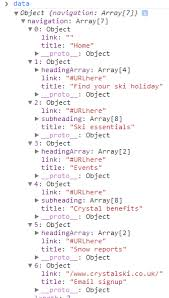 data
Object {navigation: Array[7]}
navigation: Array[7]
0: Object
link: ""
title: "Home"
__proto__: Object
1: Object
headingArray: Array[4]
link: "#URLhere"
title: "Find your ski holiday"
__proto__: Object
2: Object
link: "#URLhere"
subheading: Array[8]
title: "Ski essentials"
__proto__: Object
3: Object
headingArray: Array[2]
link: "#URLhere"
title: "Events"
__proto__: Object
4: Object
link: "#URLhere"
subheading: Array[8]
title: "Crystal benefits"
__proto__: Object
5: Object
headingArray: Array[2]
link: "#URLhere"
title: "Snow reports"
__proto__: Object
6: Object
link: "//www.crystalski.co.uk/"
title: "Email signup"
__proto__: Object